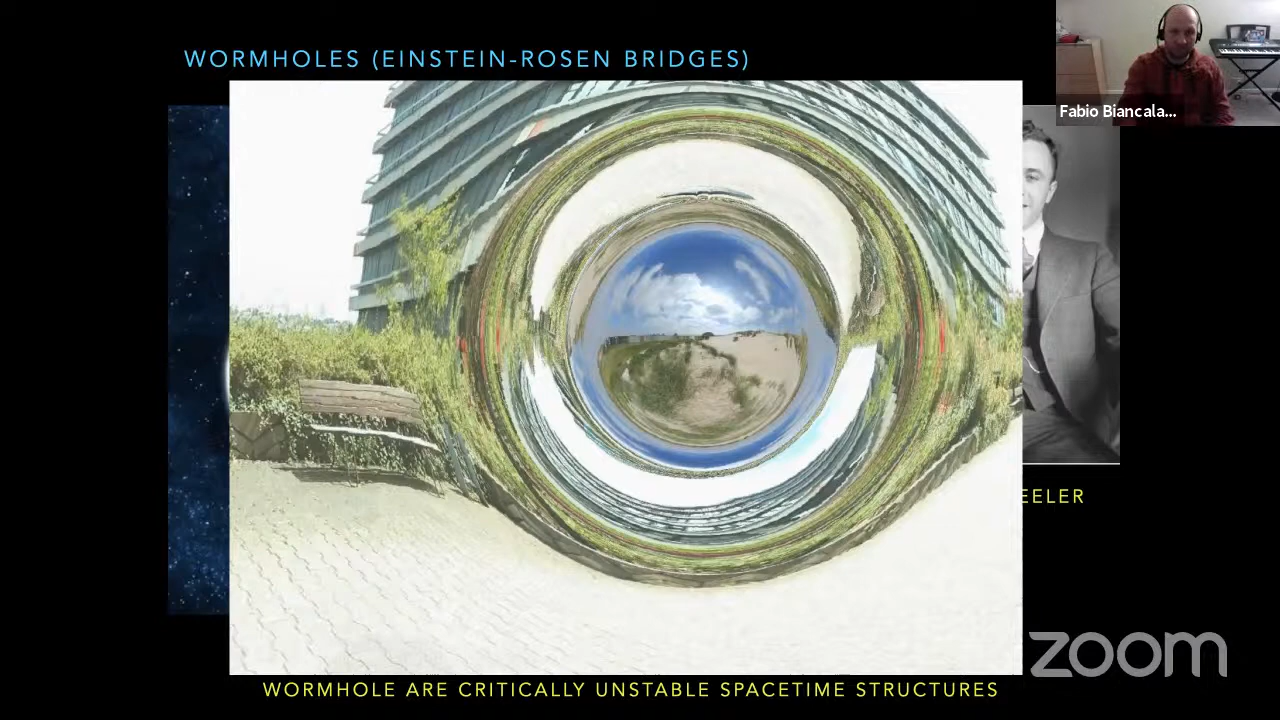 WORMHOLES (EINSTEIN-ROSEN BRIDGES)
Fabio Biancala...
EELER
zoom
WORMHOLE ARE CRITICALLY UNSTABLE SPACETIME STRUCTURES